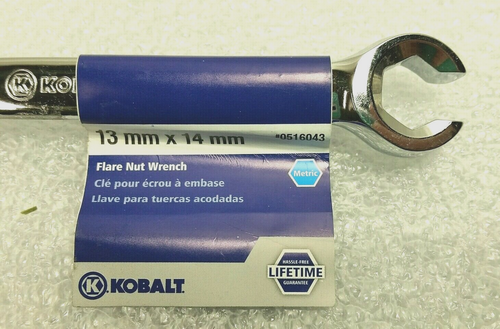 K KO
13 mm x 14 mm #0516043
Flare Nut Wrench
Metric
Clé pour écrou à embase
Llave para tuercas acodadas
K KOBALT
HASSLE-FREE
LIFETIME
GUARANTEE